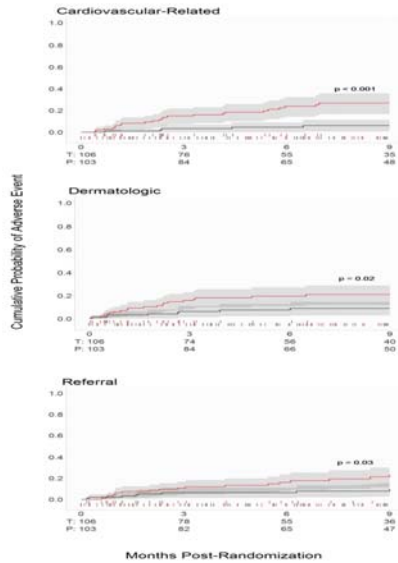 Cardiovascular-Related
1.0
0.8
0.6
0.4
0.2
0.0
p < 0.001
0 3 6 9
T: 106 76 55 35
P: 103 84 65 48
Dermatologic
1.0
0.8
0.6
0.4
0.2
0.0
p = 0.02
0 3 6 9
T: 106 74 56 40
P: 103 84 66 50
Referral
1.0
0.8
0.6
0.4
0.2
0.0
p = 0.03
0 3 6 9
T: 106 78 55 36
P: 103 82 65 47
Cumulative Probability of Adverse Event
Months Post-Randomization